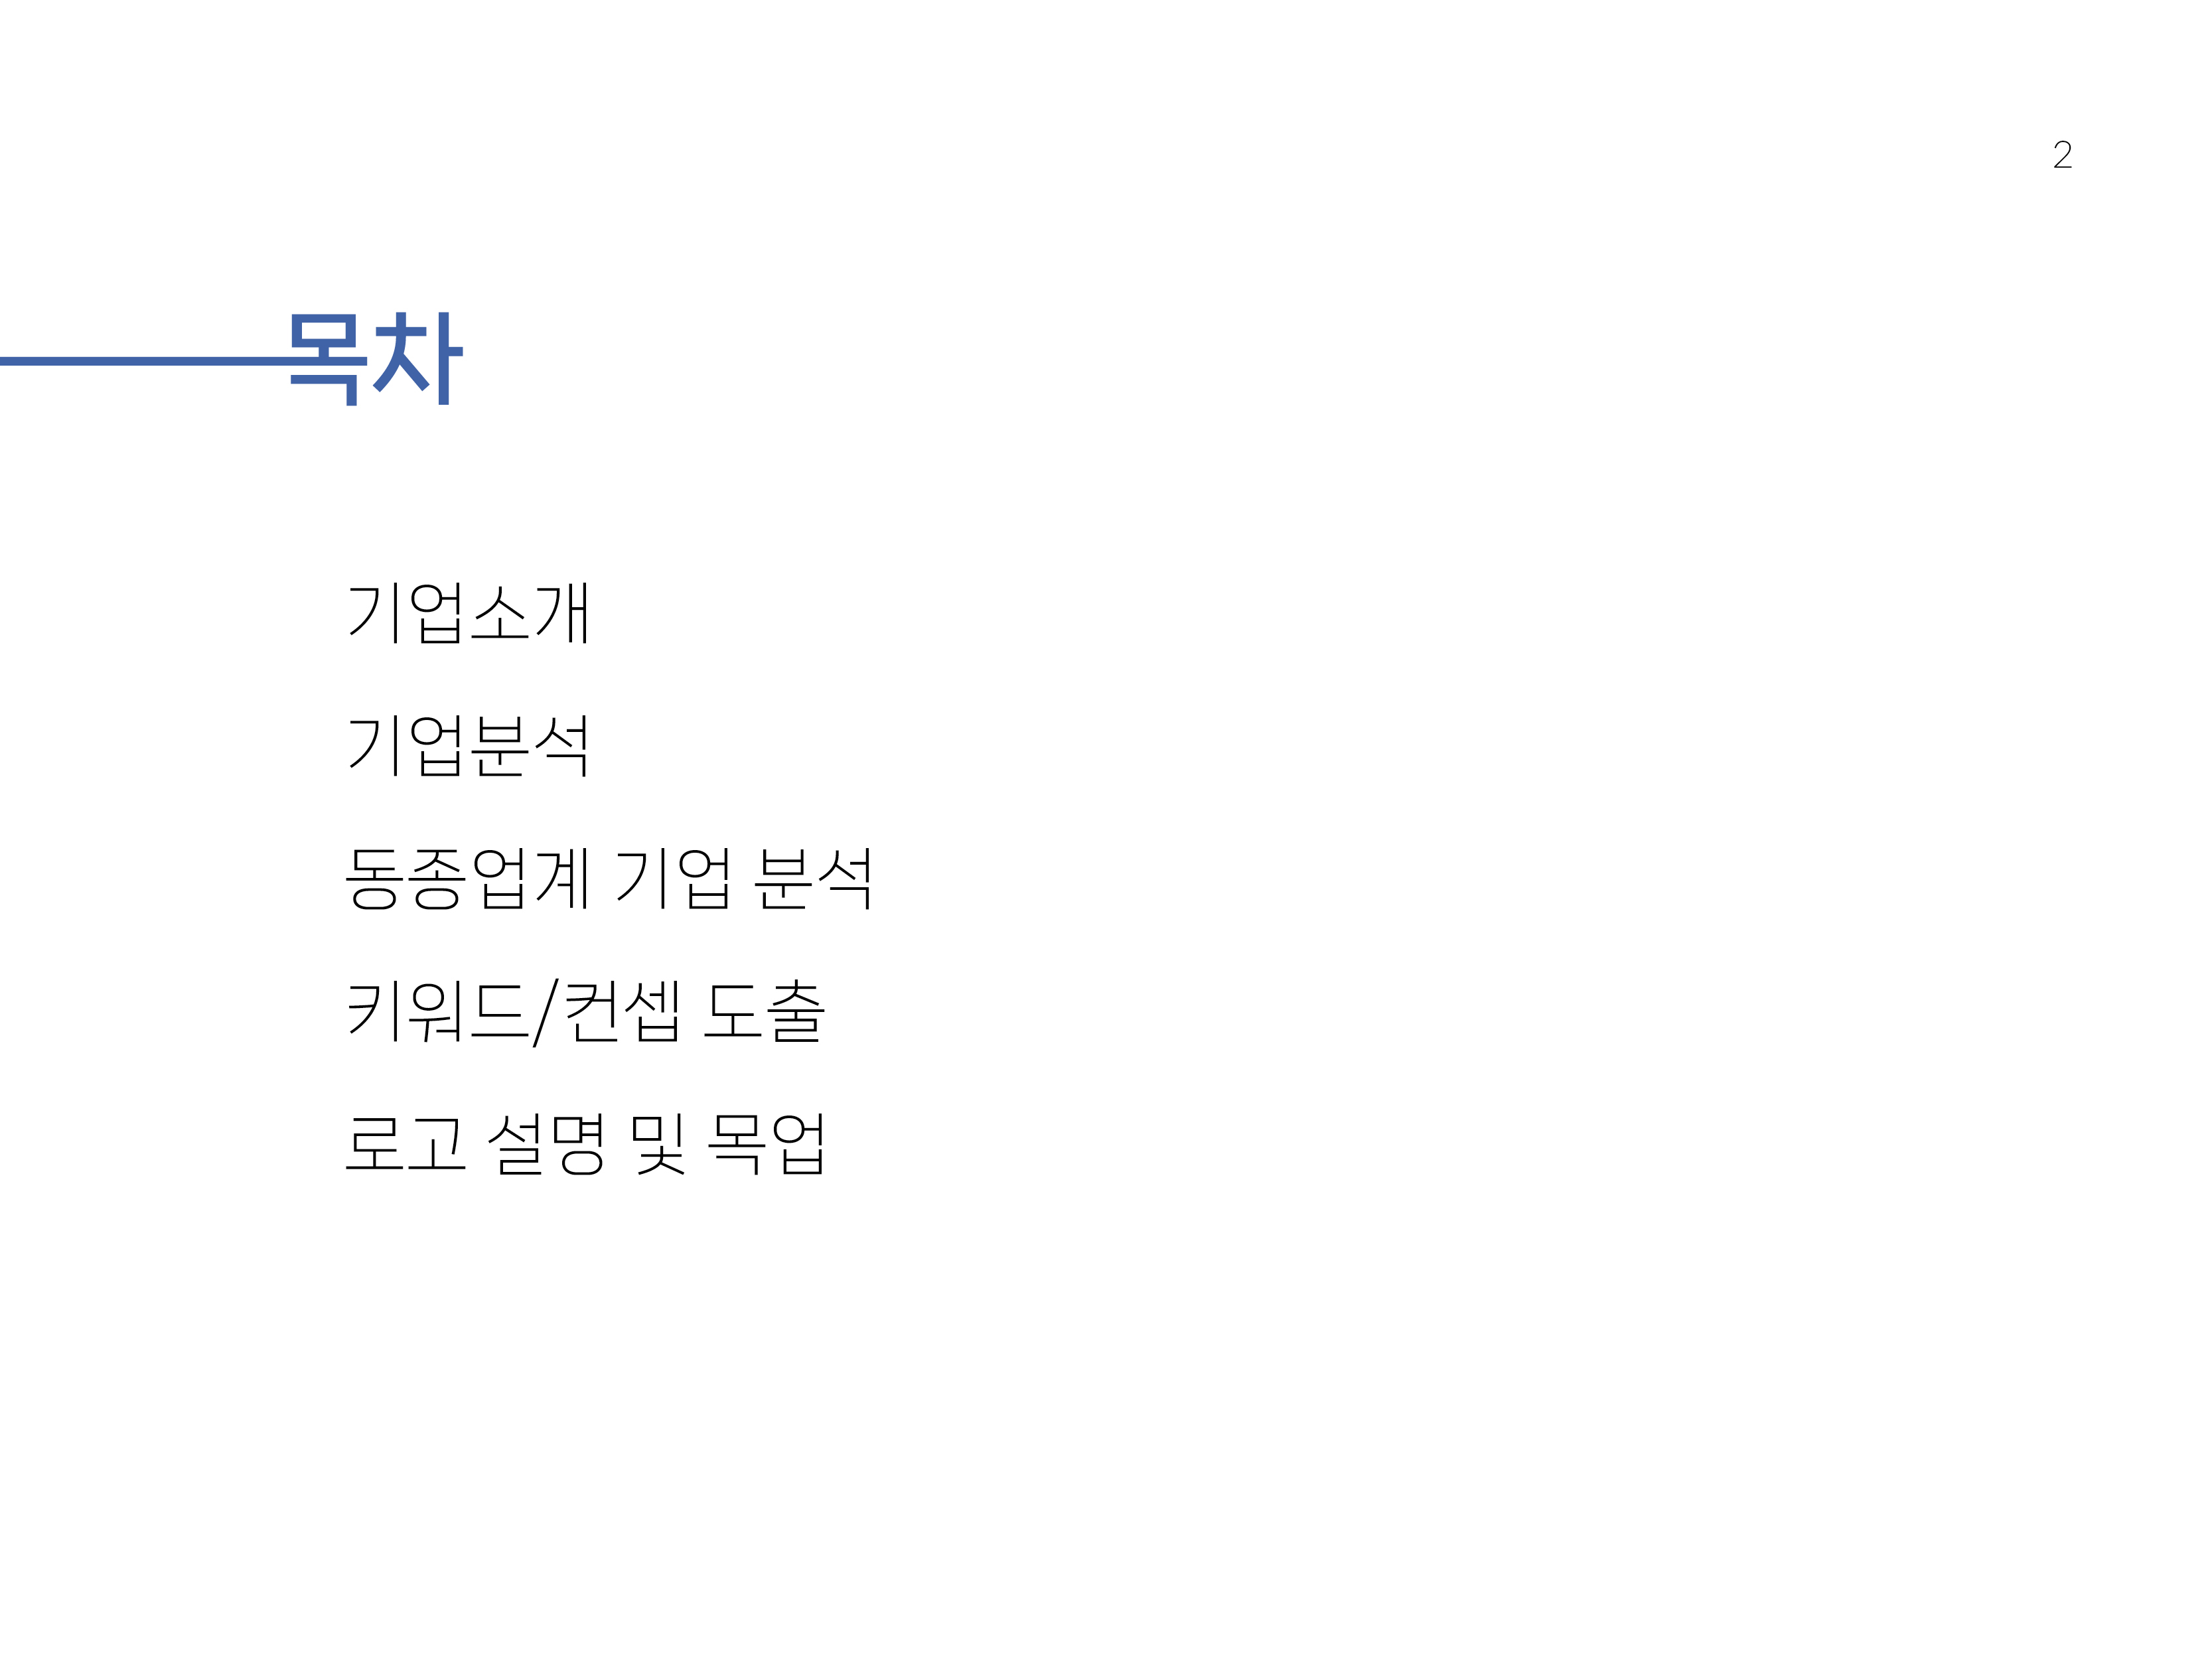 2
목차
기업소개
기업분석
동종업계 기업 분석
키워드/컨셉 도출
로고 설명 및 목업